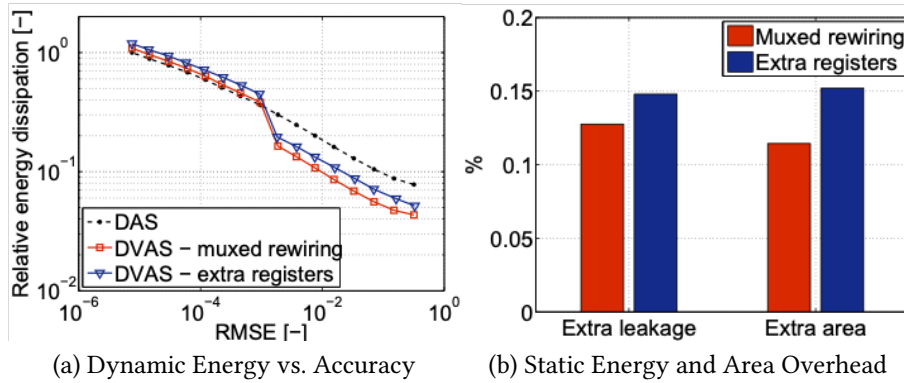 Relative energy dissipation [-]
10^0
10^-1
10^-2
DAS
DVAS – muxed rewiring
DVAS – extra registers
10^-6
10^-4
10^-2
10^0
RMSE [-]
(a) Dynamic Energy vs. Accuracy
%
0.2
0.15
0.1
0.05
0
Muxed rewiring
Extra registers
Extra leakage
Extra area
(b) Static Energy and Area Overhead